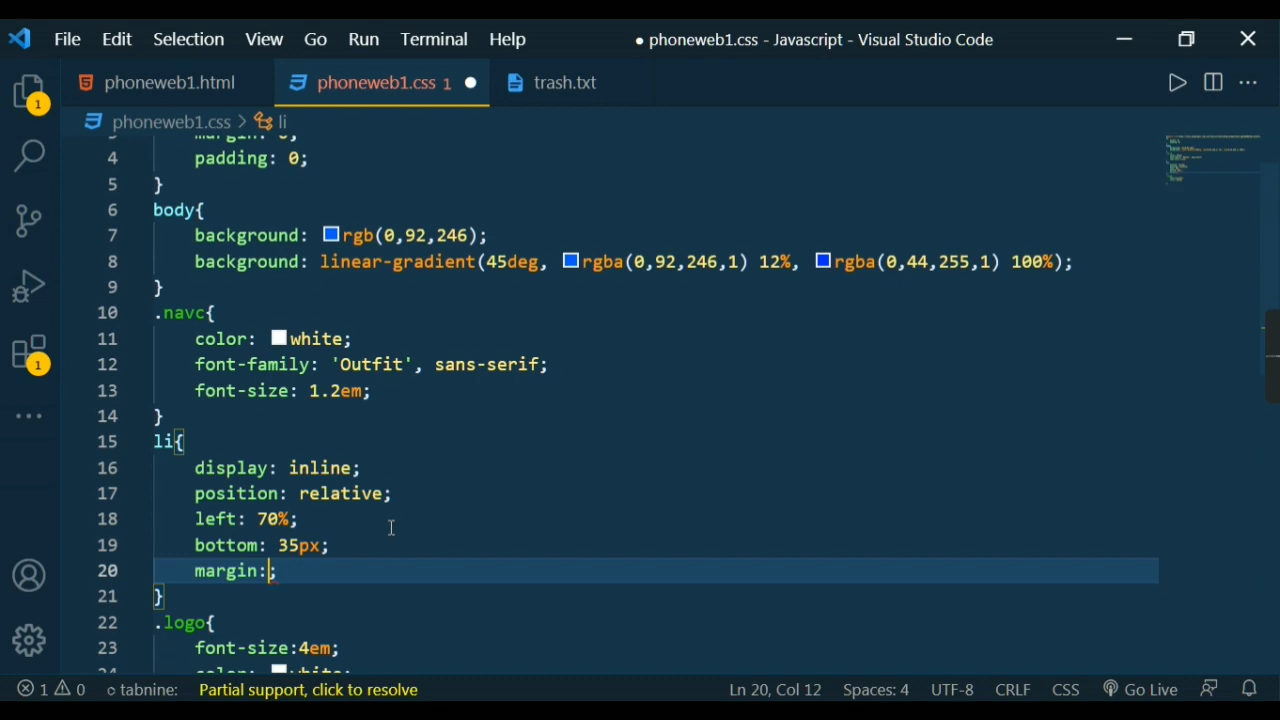 File Edit Selection View Go Run Terminal Help ● phoneweb1.css - Javascript - Visual Studio Code
phoneweb1.html phoneweb1.css 1 ● trash.txt
phoneweb1.css > li
1
3 margin: 0;
4 padding: 0;
5 }
6 body{
7 background: rgb(0,92,246);
8 background: linear-gradient(45deg, rgba(0,92,246,1) 12%, rgba(0,44,255,1) 100%);
9 }
10 .navc{
11 color: white;
12 font-family: 'Outfit', sans-serif;
13 font-size: 1.2em;
1
14 }
15 li{
16 display: inline;
17 position: relative;
18 left: 70%;
19 bottom: 35px;
20 margin:;
21 }
22 .logo{
23 font-size:4em;
24 color: white;
1 0 tabnine: Partial support, click to resolve Ln 20, Col 12 Spaces: 4 UTF-8 CRLF CSS Go Live